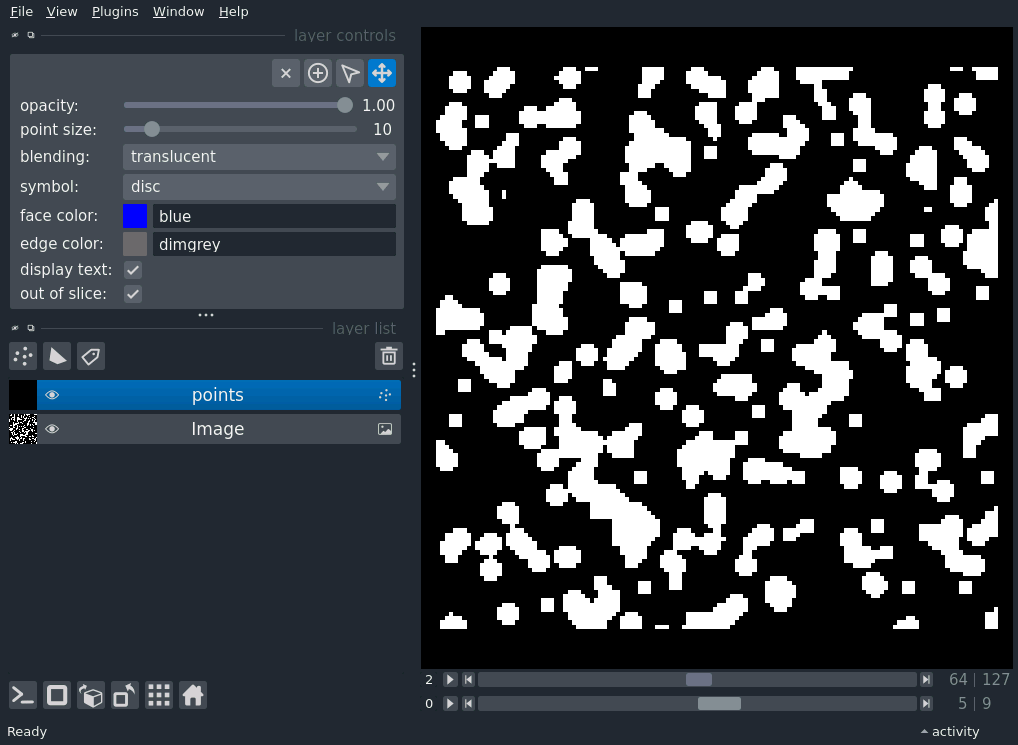 File View Plugins Window Help
layer controls
opacity: 1.00
point size: 10
blending: translucent
symbol: disc
face color: blue
edge color: dimgrey
display text:
out of slice:
layer list
points
Image
2 64 | 127
0 5 | 9
Ready activity